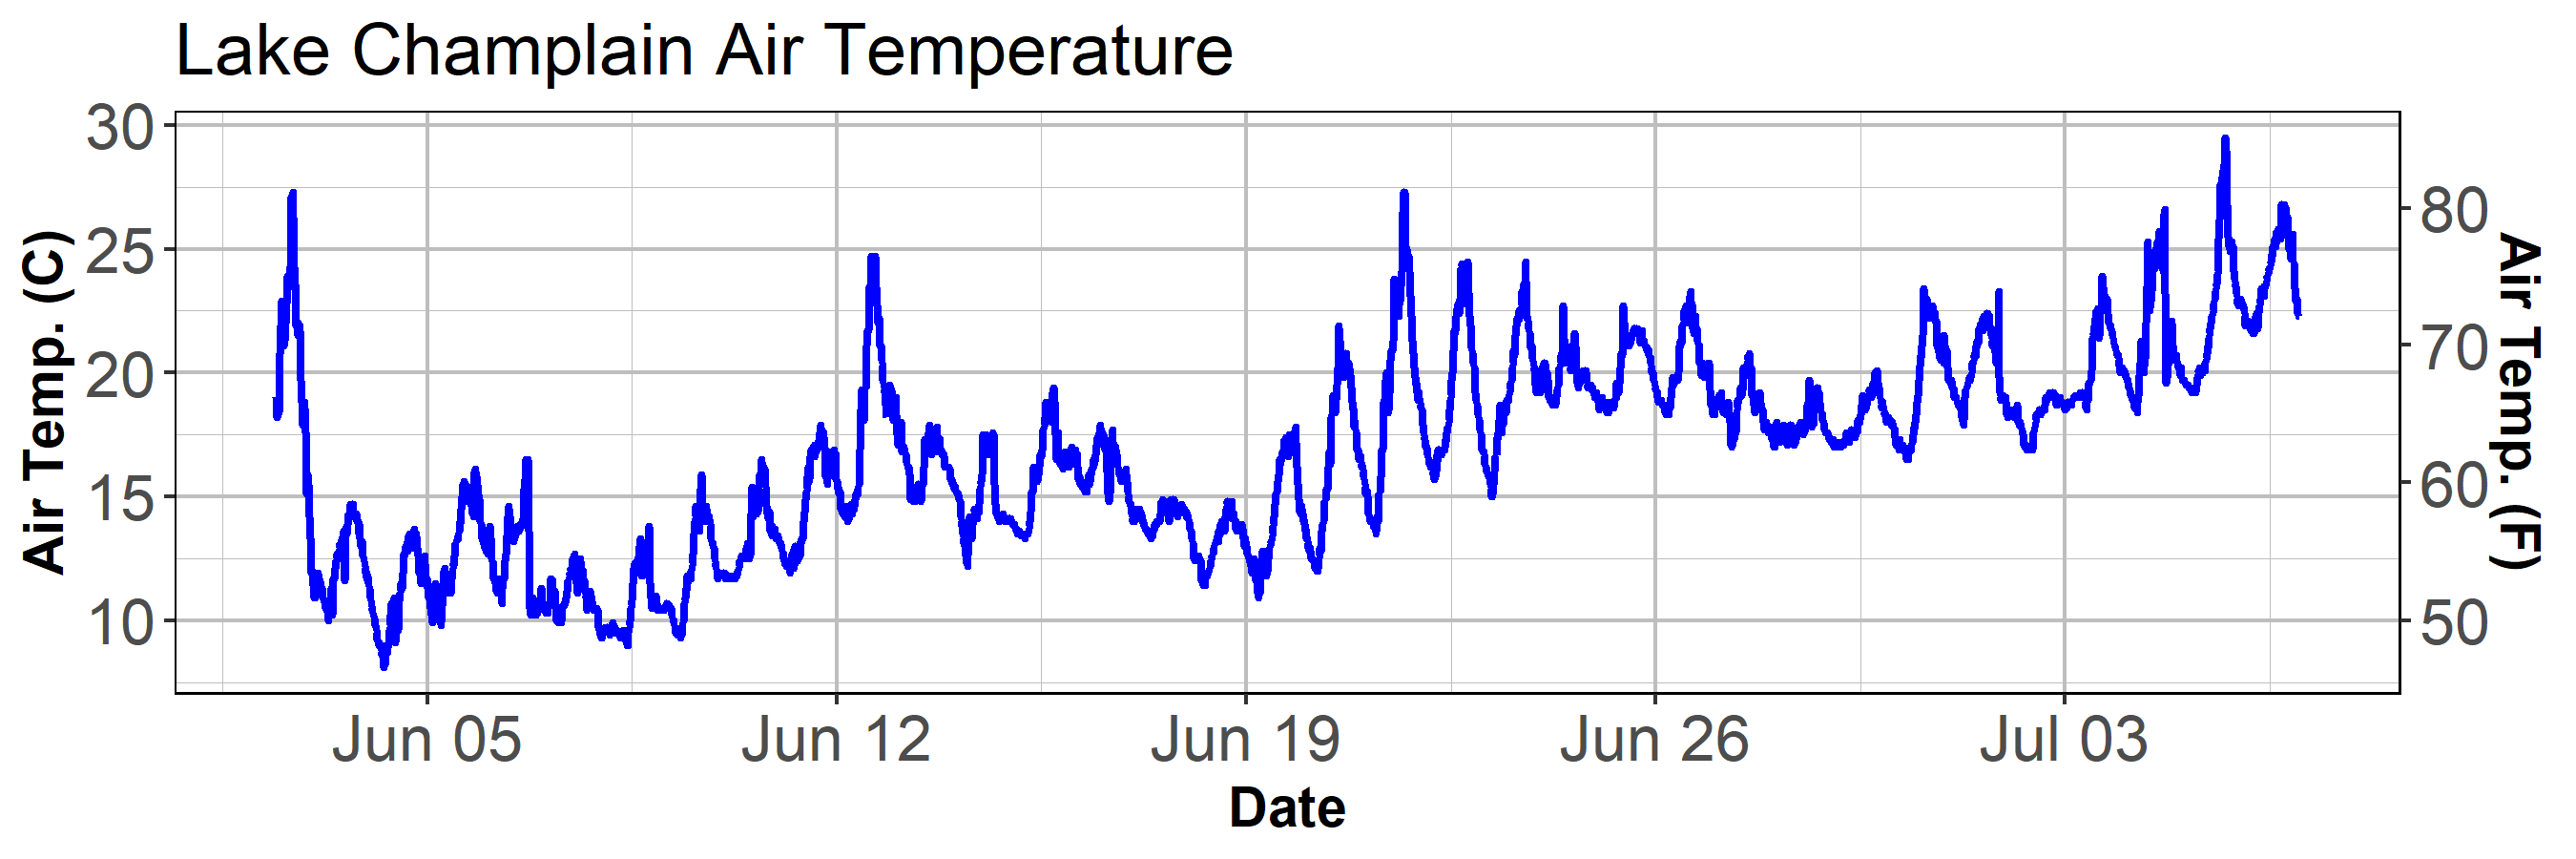 Lake Champlain Air Temperature
Air Temp. (C)
30
25
20
15
10
80
70
60
50
Air Temp. (F)
Jun 05
Jun 12
Jun 19
Jun 26
Jul 03
Date